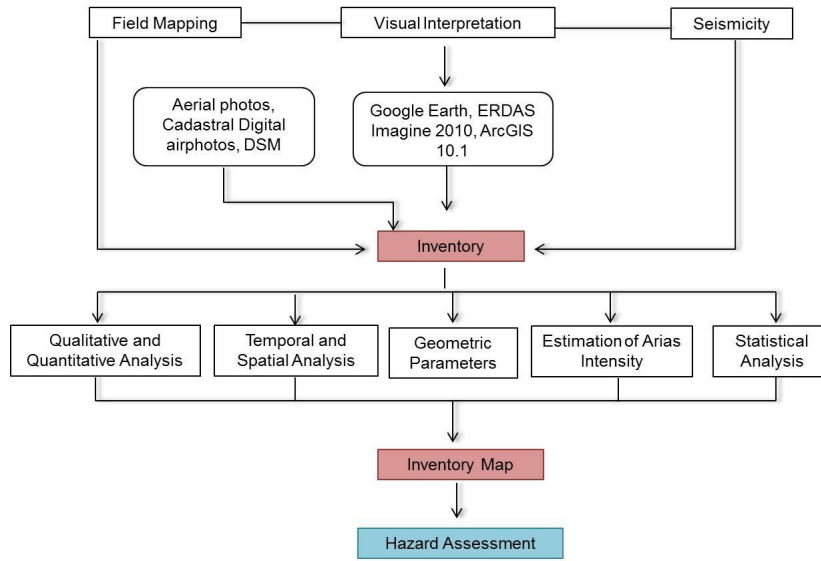 Field Mapping
Visual Interpretation
Seismicity
Aerial photos,
Cadastral Digital
airphotos, DSM
Google Earth, ERDAS
Imagine 2010, ArcGIS
10.1
Inventory
Qualitative and
Quantitative Analysis
Temporal and
Spatial Analysis
Geometric
Parameters
Estimation of Arias
Intensity
Statistical
Analysis
Inventory Map
Hazard Assessment